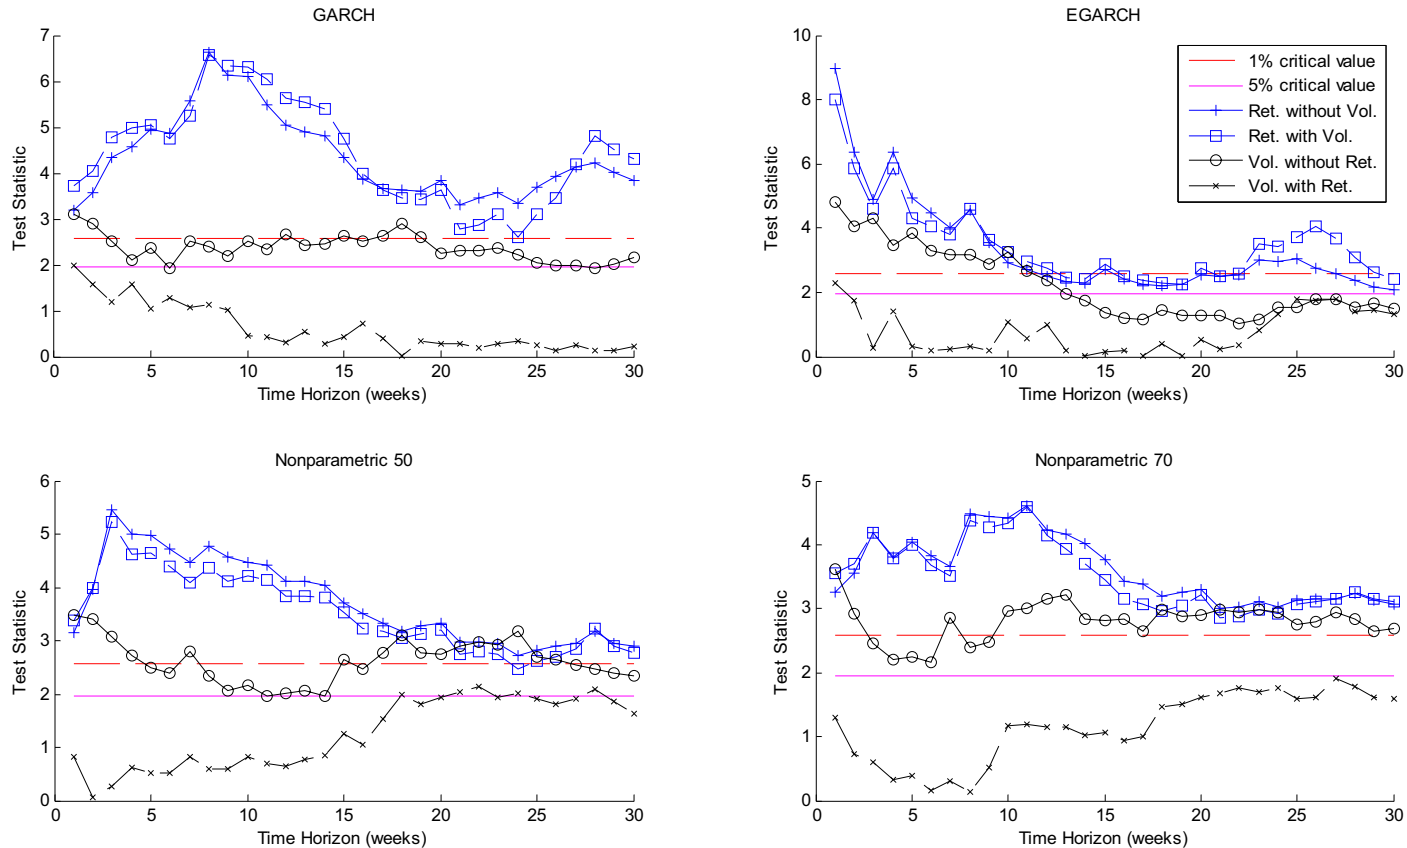 GARCH
7
6
5
4
3
2
1
0
Test Statistic
0 5 10 15 20 25 30
Time Horizon (weeks)
EGARCH
10
8
6
4
2
0
Test Statistic
0 5 10 15 20 25 30
Time Horizon (weeks)
1% critical value
5% critical value
Ret. without Vol.
Ret. with Vol.
Vol. without Ret.
Vol. with Ret.
Nonparametric 50
6
5
4
3
2
1
0
Test Statistic
0 5 10 15 20 25 30
Time Horizon (weeks)
Nonparametric 70
5
4
3
2
1
0
Test Statistic
0 5 10 15 20 25 30
Time Horizon (weeks)